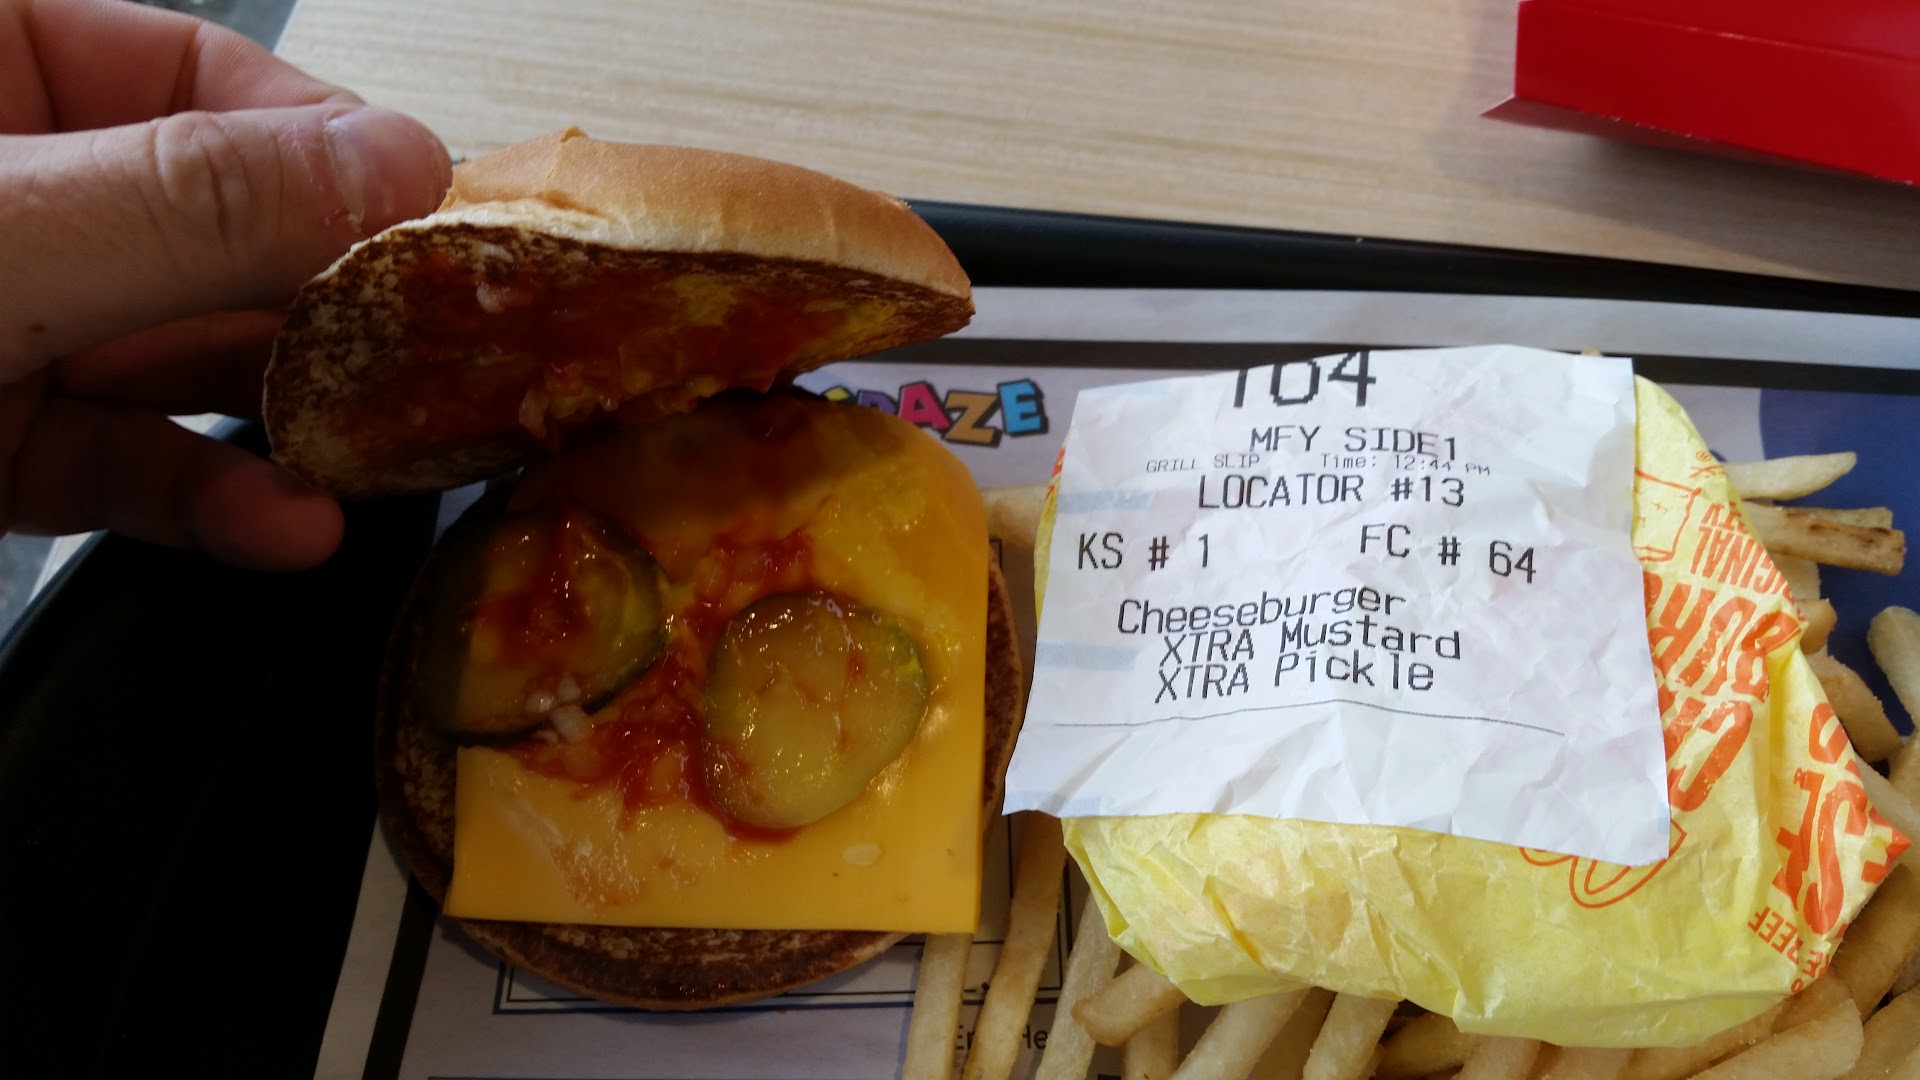 RAZE
104
MFY SIDE1
GRILL SLIP Time: 12:44 PM
LOCATOR #13
KS # 1 FC # 64
Cheeseburger
XTRA Mustard
XTRA Pickle